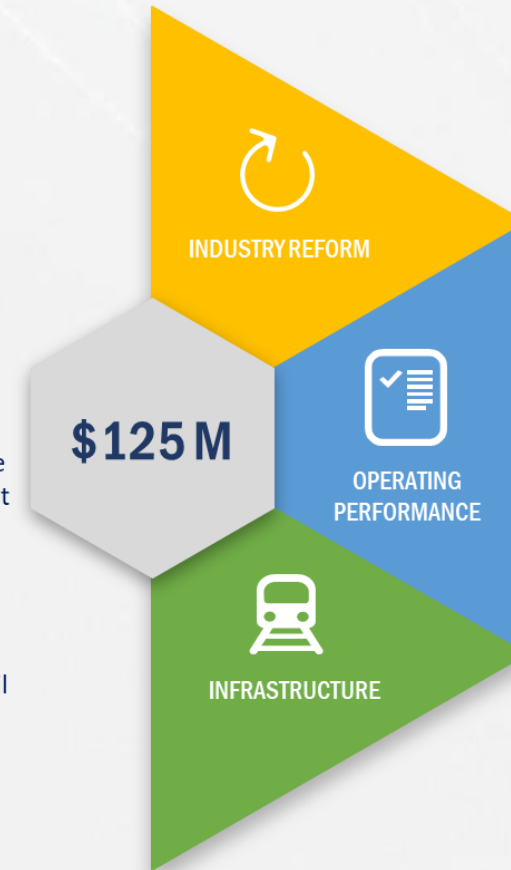 INDUSTRY REFORM
$125 M
OPERATING
PERFORMANCE
INFRASTRUCTURE